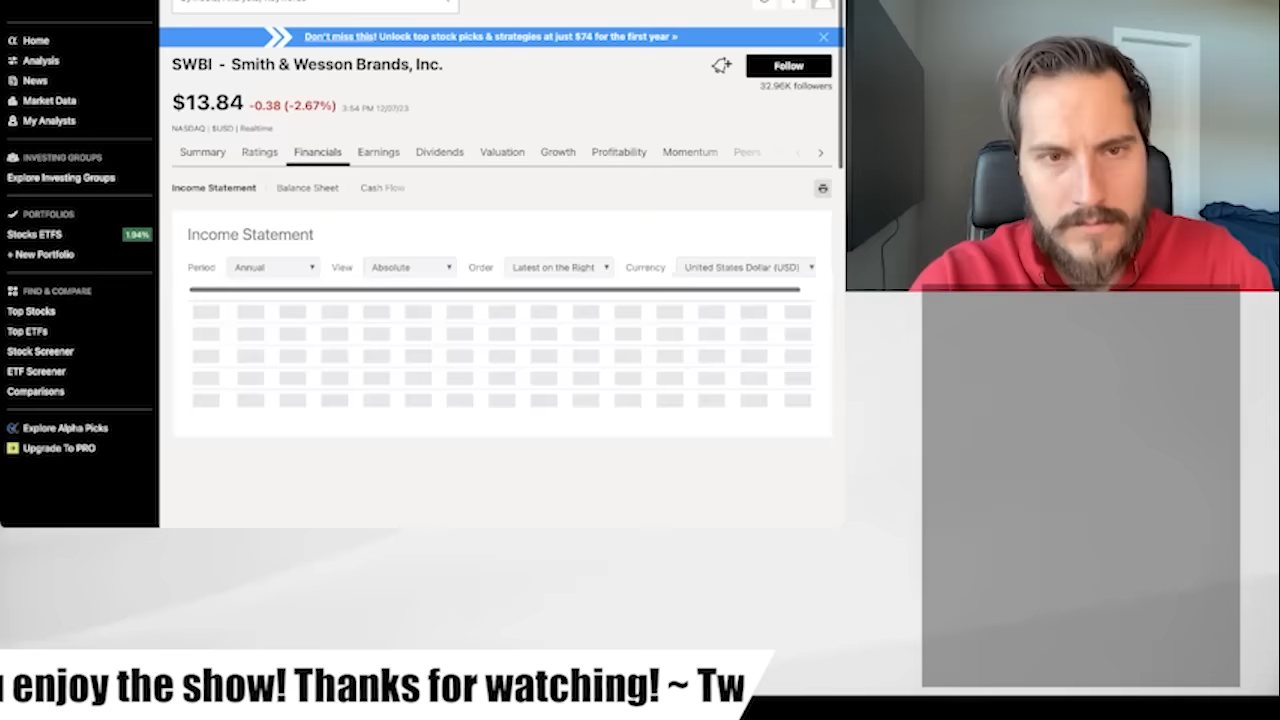 Home
Analysis
News
Market Data
My Analysts
INVESTING GROUPS
Explore Investing Groups
PORTFOLIOS
Stocks ETFS 1.94%
+ New Portfolio
FIND & COMPARE
Top Stocks
Top ETFs
Stock Screener
ETF Screener
Comparisons
Explore Alpha Picks
Upgrade To PRO
Don't miss this! Unlock top stock picks & strategies at just $74 for the first year »
SWBI - Smith & Wesson Brands, Inc.
Follow
32.96K followers
$13.84 -0.38 (-2.67%) 3:54 PM 12/07/23
NASDAQ | $USD | Realtime
Summary Ratings Financials Earnings Dividends Valuation Growth Profitability Momentum Peers
Income Statement Balance Sheet Cash Flow
Income Statement
Period Annual View Absolute Order Latest on the Right Currency United States Dollar (USD)
enjoy the show! Thanks for watching! ~ Tw